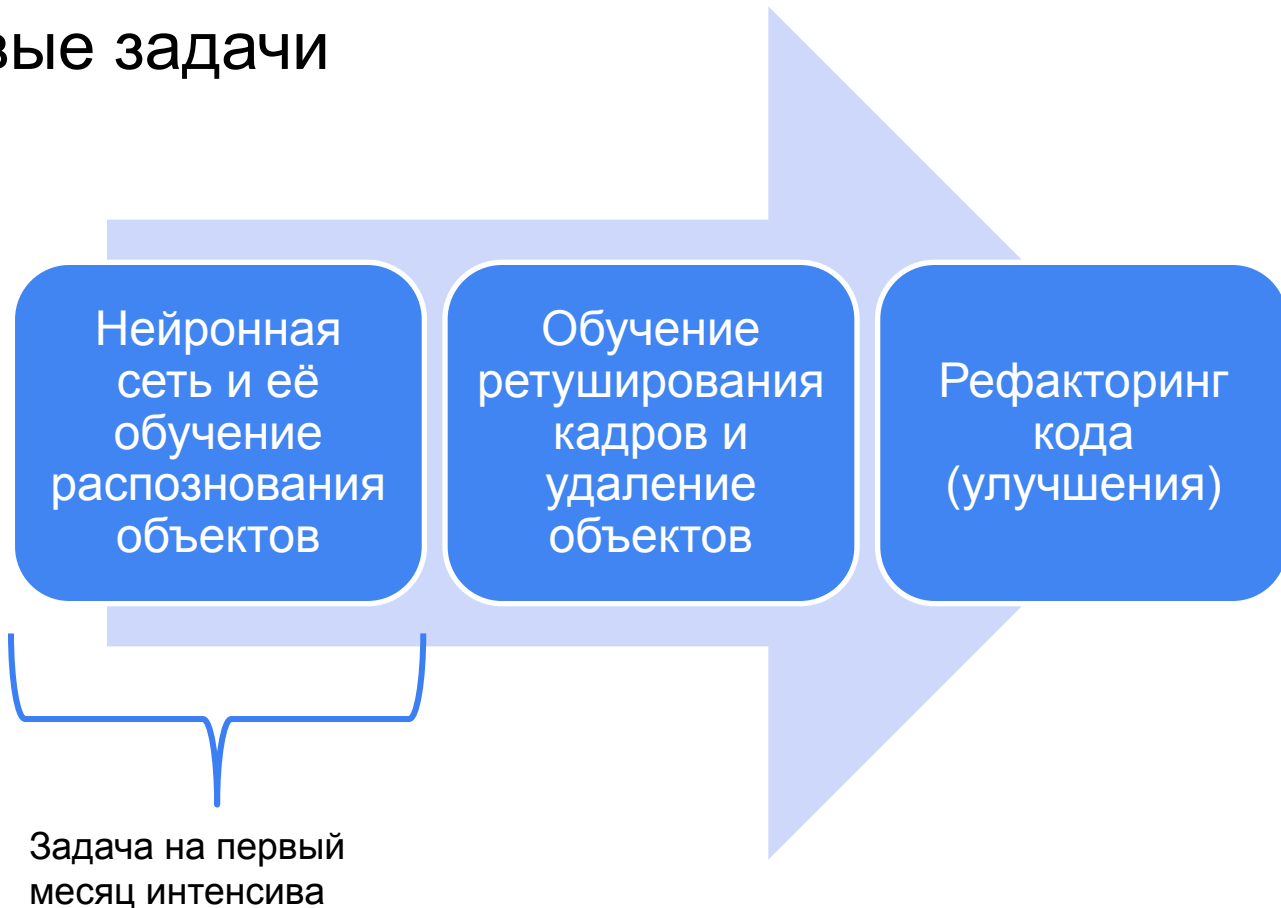 вые задачи
Нейронная
сеть и её
обучение
распознования
объектов
Обучение
ретуширования
кадров и
удаление
объектов
Рефакторинг
кода
(улучшения)
Задача на первый
месяц интенсива